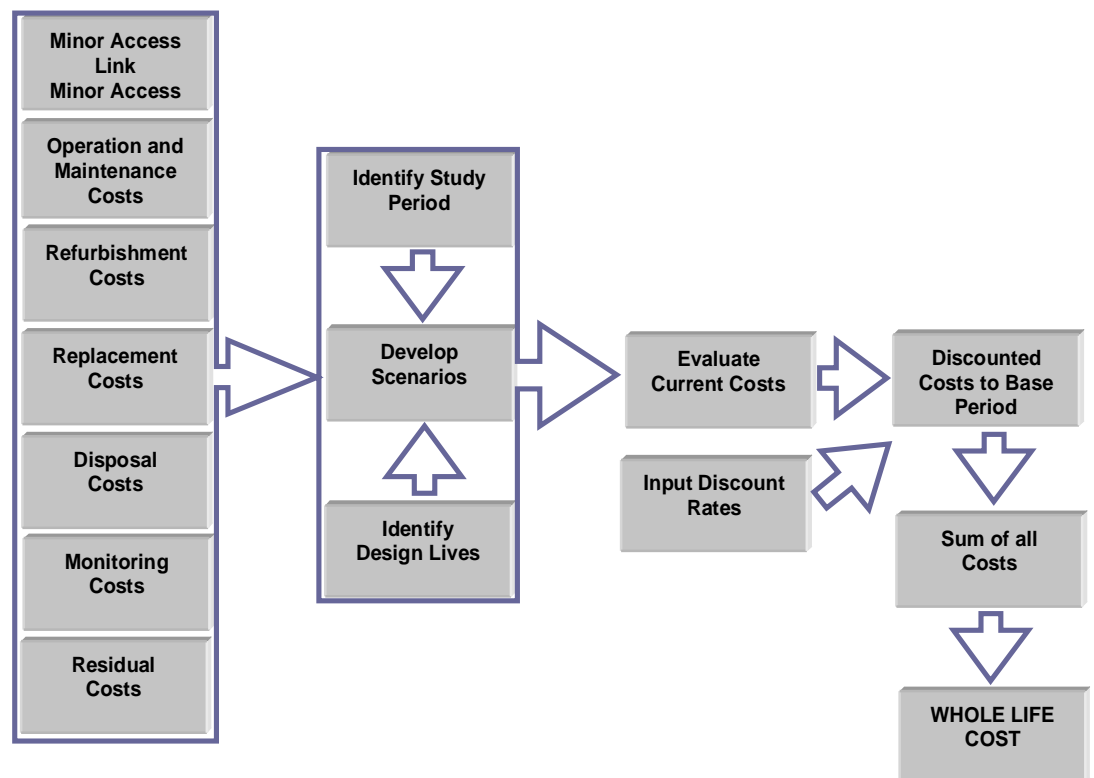 Minor Access
Link
Minor Access
Operation and
Maintenance
Costs
Refurbishment
Costs
Replacement
Costs
Disposal
Costs
Monitoring
Costs
Residual
Costs
Identify Study
Period
Develop
Scenarios
Identify
Design Lives
Evaluate
Current Costs
Input Discount
Rates
Discounted
Costs to Base
Period
Sum of all
Costs
WHOLE LIFE
COST